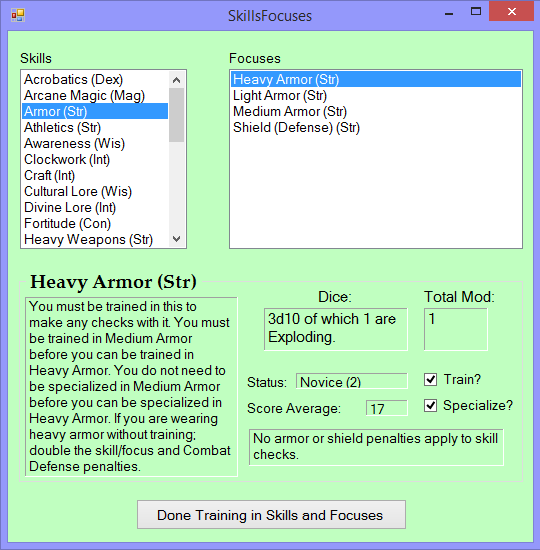 SkillsFocuses
Skills
Focuses
Acrobatics (Dex)
Arcane Magic (Mag)
Armor (Str)
Athletics (Str)
Awareness (Wis)
Clockwork (Int)
Craft (Int)
Cultural Lore (Wis)
Divine Lore (Int)
Fortitude (Con)
Heavy Weapons (Str)
Heavy Armor (Str)
Light Armor (Str)
Medium Armor (Str)
Shield (Defense) (Str)
Heavy Armor (Str)
You must be trained in this to
make any checks with it. You must
be trained in Medium Armor
before you can be trained in
Heavy Armor. You do not need to
be specialized in Medium Armor
before you can be specialized in
Heavy Armor. If you are wearing
heavy armor without training;
double the skill/focus and Combat
Defense penalties.
Dice:
3d10 of which 1 are
Exploding.
Total Mod:
1
Status: Novice (2)
Train?
Score Average: 17
Specialize?
No armor or shield penalties apply to skill
checks.
Done Training in Skills and Focuses